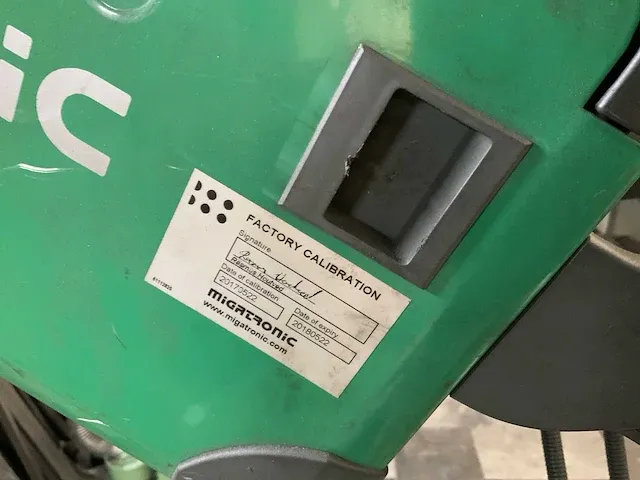 ic
FACTORY CALIBRATION
Signature
Date of calibration
20170522
Date of expiry
20180522
MIGATRONIC
www.migatronic.com